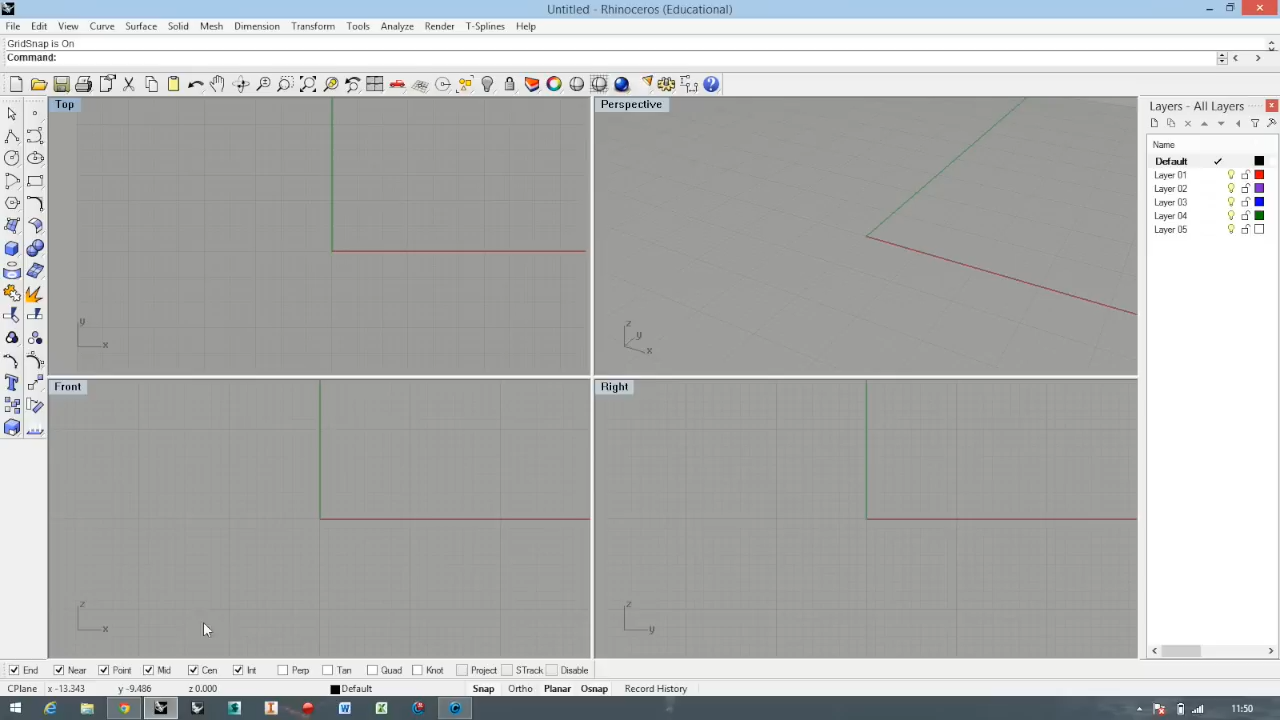 Untitled - Rhinoceros (Educational)
File Edit View Curve Surface Solid Mesh Dimension Transform Tools Analyze Render T-Splines Help
GridSnap is On
Command:
Top
Perspective
Layers - All Layers
Name
Default
Layer 01
Layer 02
Layer 03
Layer 04
Layer 05
y
x
z
y
x
Front
Right
z
x
z
y
End Near Point Mid Cen Int Perp Tan Quad Knot Project STrack Disable
CPlane x -13.343 y -9.486 z 0.000 Default Snap Ortho Planar Osnap Record History
11:50